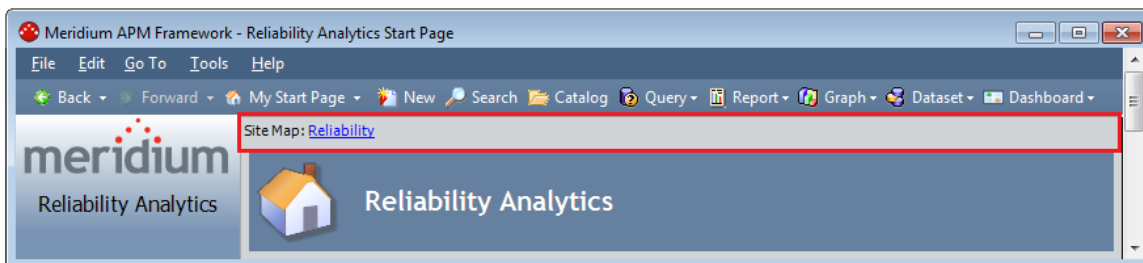 Meridium APM Framework - Reliability Analytics Start Page
File Edit Go To Tools Help
Back Forward My Start Page New Search Catalog Query Report Graph Dataset Dashboard
Site Map: Reliability
meridium
Reliability Analytics
Reliability Analytics